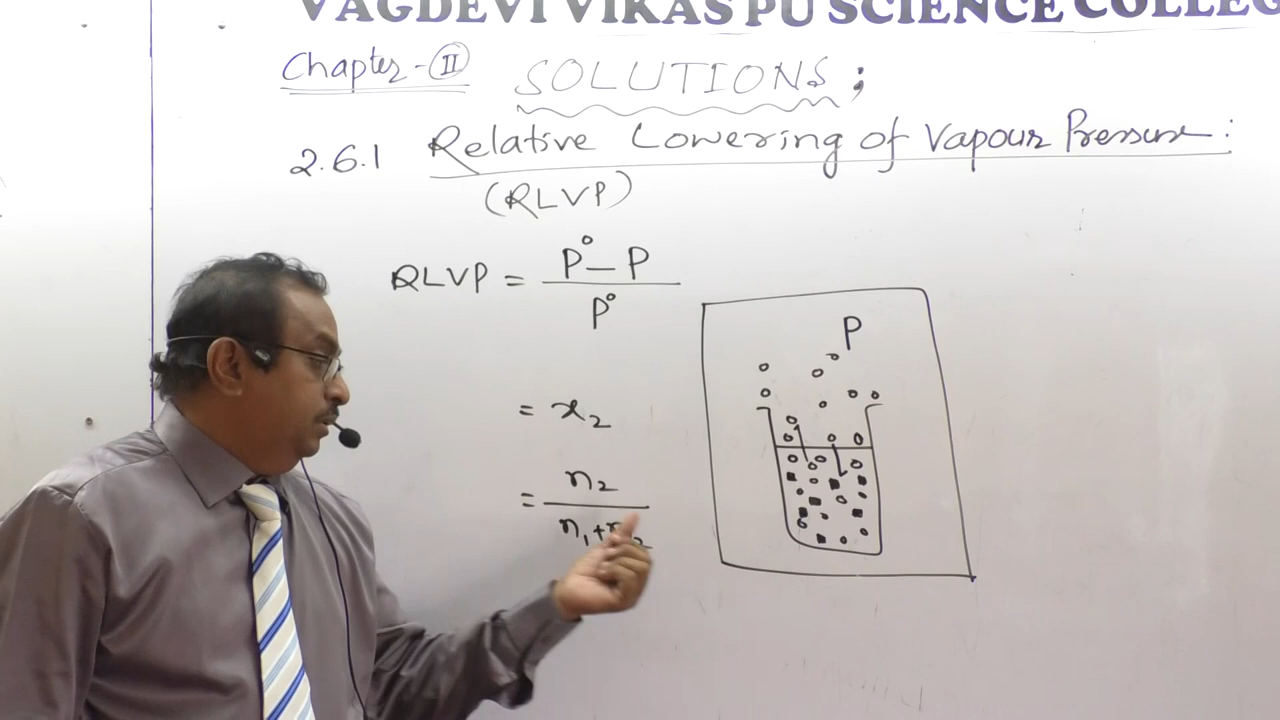 VAGDEVI VIKAS PU SCIENCE COLLEG
Chapter - II SOLUTIONS ;
2.6.1 Relative Lowering of Vapour Pressure :
(RLVP)
RLVP = P° - P
P°
= x₂
= n₂
n₁ + n₂
P